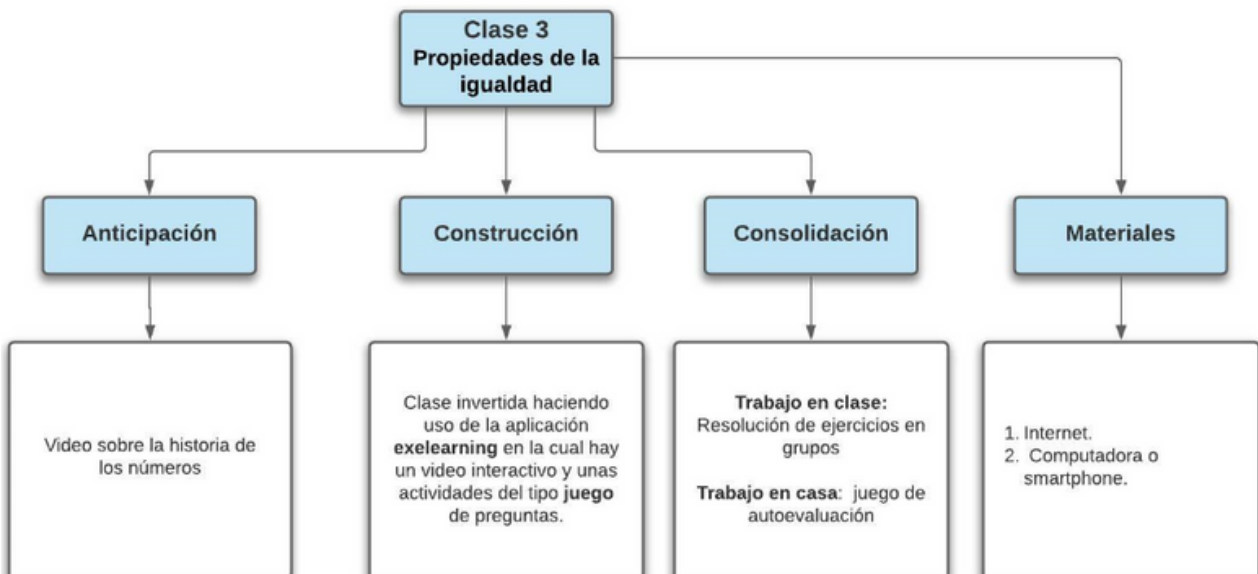 Clase 3
Propiedades de la
igualdad
Anticipación
Construcción
Consolidación
Materiales
Video sobre la historia de
los números
Clase invertida haciendo
uso de la aplicación
exelearning en la cual hay
un video interactivo y unas
actividades del tipo juego
de preguntas.
Trabajo en clase:
Resolución de ejercicios en
grupos
Trabajo en casa: juego de
autoevaluación
1. Internet.
2. Computadora o
smartphone.